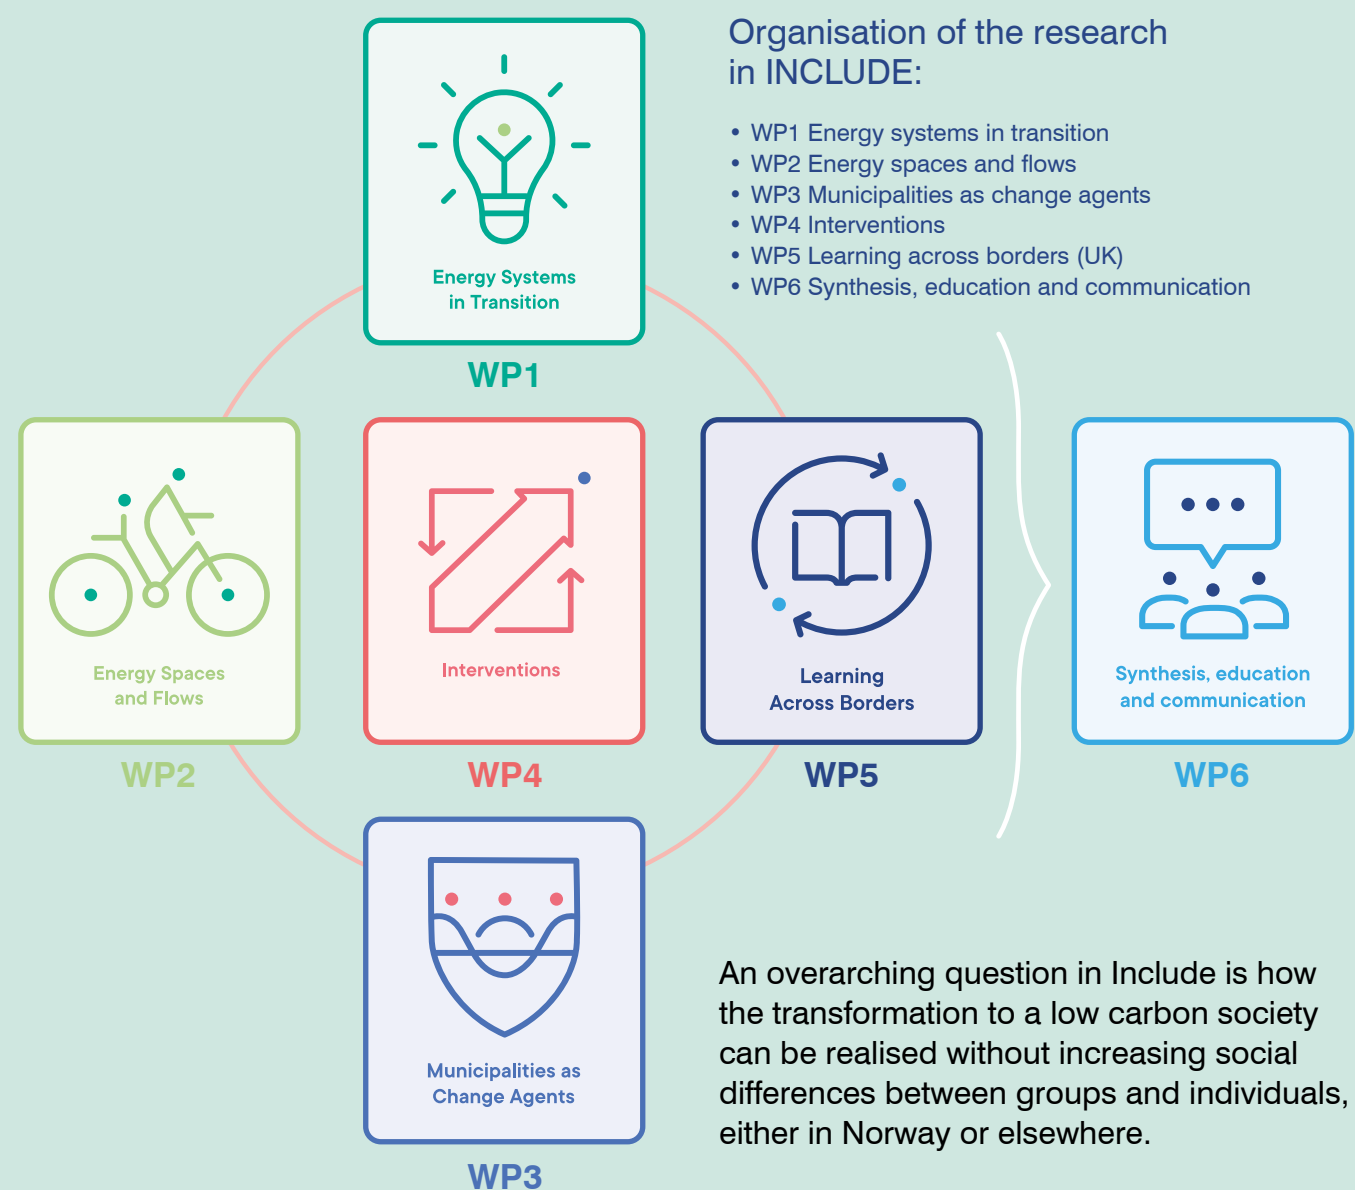 Organisation of the research
in INCLUDE:
• WP1 Energy systems in transition
• WP2 Energy spaces and flows
• WP3 Municipalities as change agents
• WP4 Interventions
• WP5 Learning across borders (UK)
• WP6 Synthesis, education and communication
Energy Systems
in Transition
WP1
Energy Spaces
and Flows
WP2
Interventions
WP4
Learning
Across Borders
WP5
Synthesis, education
and communication
WP6
Municipalities as
Change Agents
WP3
An overarching question in Include is how
the transformation to a low carbon society
can be realised without increasing social
differences between groups and individuals,
either in Norway or elsewhere.